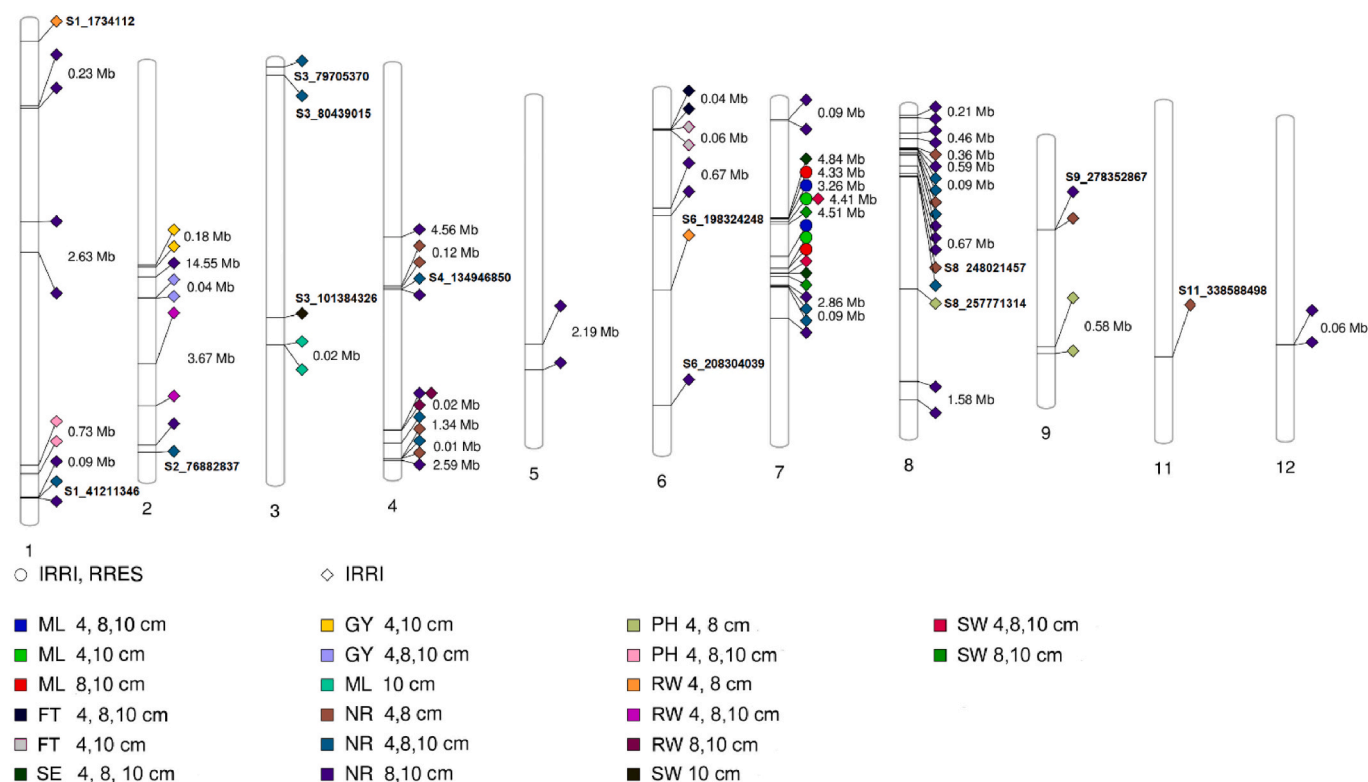 S1_1734112
0.23 Mb
2.63 Mb
0.73 Mb
0.09 Mb
S1_41211346
1
0.18 Mb
14.55 Mb
0.04 Mb
3.67 Mb
S2_76882837
2
S3_79705370
S3_80439015
S3_101384326
0.02 Mb
3
4.56 Mb
0.12 Mb
S4_134946850
0.02 Mb
1.34 Mb
0.01 Mb
2.59 Mb
4
2.19 Mb
5
0.04 Mb
0.06 Mb
0.67 Mb
S6_198324248
S6_208304039
6
0.09 Mb
4.84 Mb
4.33 Mb
3.26 Mb
4.41 Mb
4.51 Mb
2.86 Mb
0.09 Mb
7
0.21 Mb
0.46 Mb
0.36 Mb
0.59 Mb
0.09 Mb
0.67 Mb
S8_248021457
S8_257771314
1.58 Mb
8
S9_278352867
0.58 Mb
9
S11_338588498
11
0.06 Mb
12
IRRI, RRES
IRRI
ML 4, 8,10 cm
ML 4,10 cm
ML 8,10 cm
FT 4, 8,10 cm
FT 4,10 cm
SE 4, 8, 10 cm
GY 4,10 cm
GY 4,8,10 cm
ML 10 cm
NR 4,8 cm
NR 4,8,10 cm
NR 8,10 cm
PH 4, 8 cm
PH 4, 8,10 cm
RW 4, 8 cm
RW 4, 8,10 cm
RW 8,10 cm
SW 10 cm
SW 4,8,10 cm
SW 8,10 cm